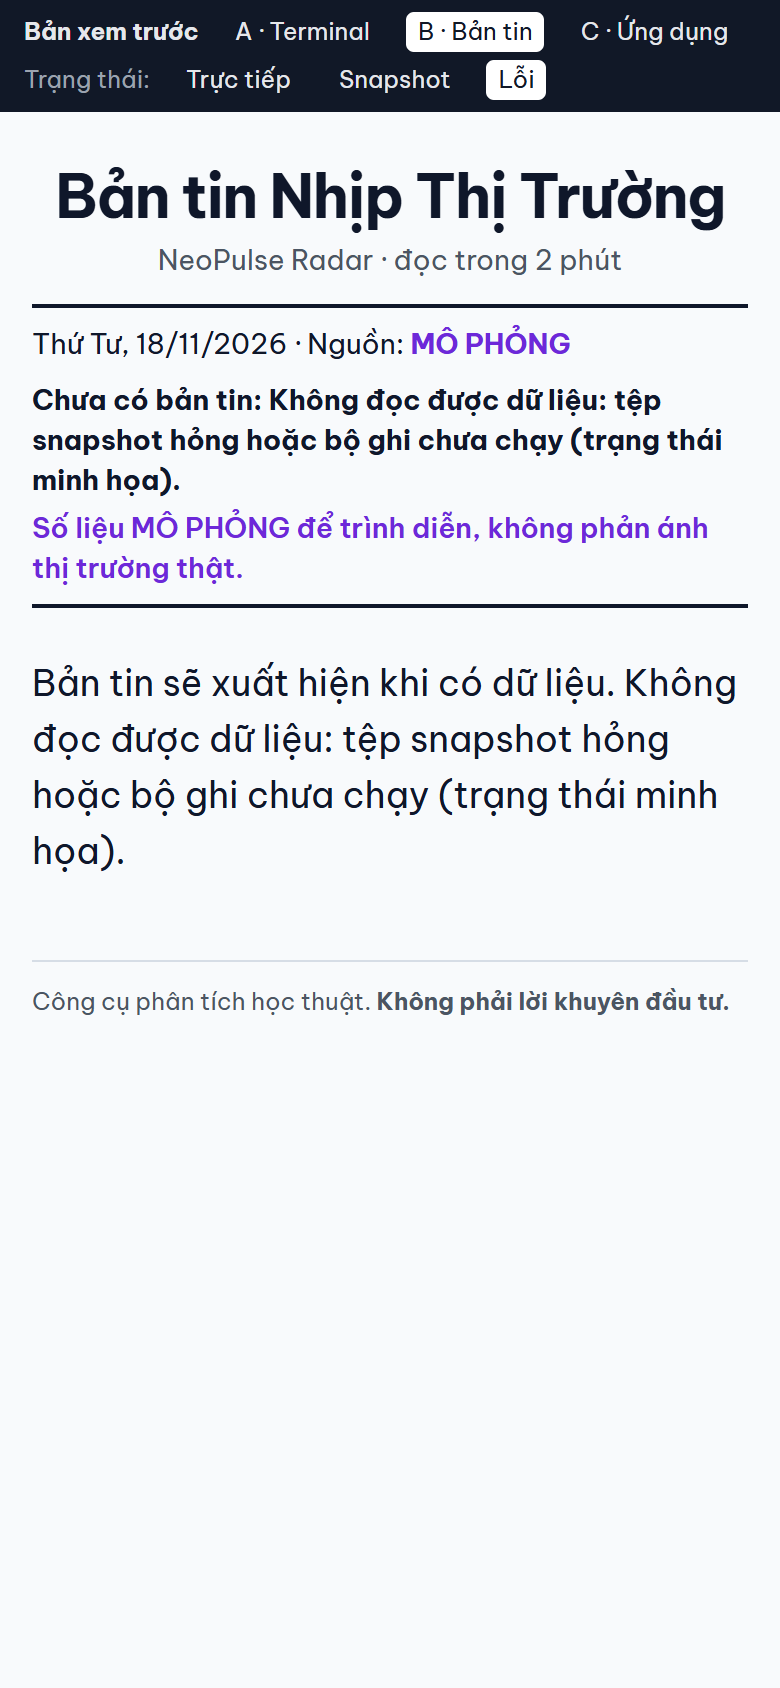 Bản xem trước A · Terminal B · Bản tin C · Ứng dụng
Trạng thái: Trực tiếp Snapshot Lỗi
Bản tin Nhịp Thị Trường
NeoPulse Radar · đọc trong 2 phút
Thứ Tư, 18/11/2026 · Nguồn: MÔ PHỎNG
Chưa có bản tin: Không đọc được dữ liệu: tệp
snapshot hỏng hoặc bộ ghi chưa chạy (trạng thái
minh họa).
Số liệu MÔ PHỎNG để trình diễn, không phản ánh
thị trường thật.
Bản tin sẽ xuất hiện khi có dữ liệu. Không
đọc được dữ liệu: tệp snapshot hỏng
hoặc bộ ghi chưa chạy (trạng thái minh
họa).
Công cụ phân tích học thuật. Không phải lời khuyên đầu tư.